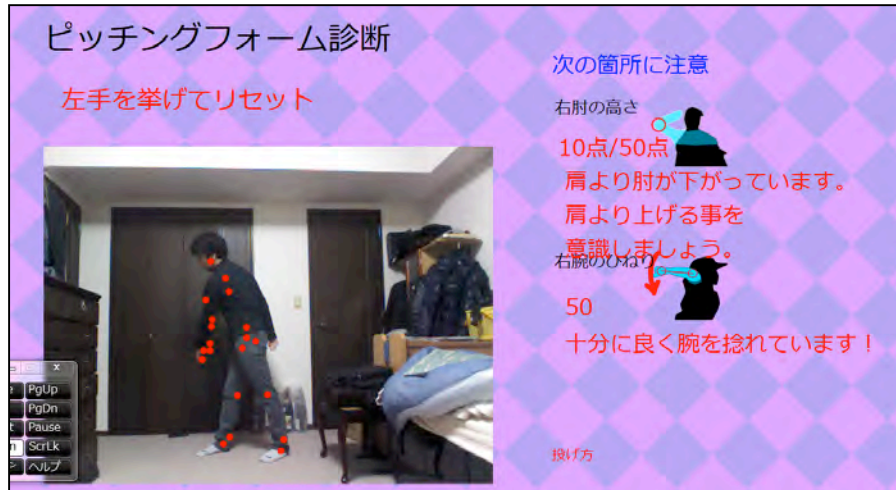 ピッチングフォーム診断
左手を挙げてリセット
次の箇所に注意
右肘の高さ
10点/50点
肩より肘が下がっています。
肩より上げる事を
意識しましょう。
右腕のひねり
50
十分に良く腕を捻れています！
投げ方
x
PgUp
PgDn
Pause
ScrLk
ヘルプ